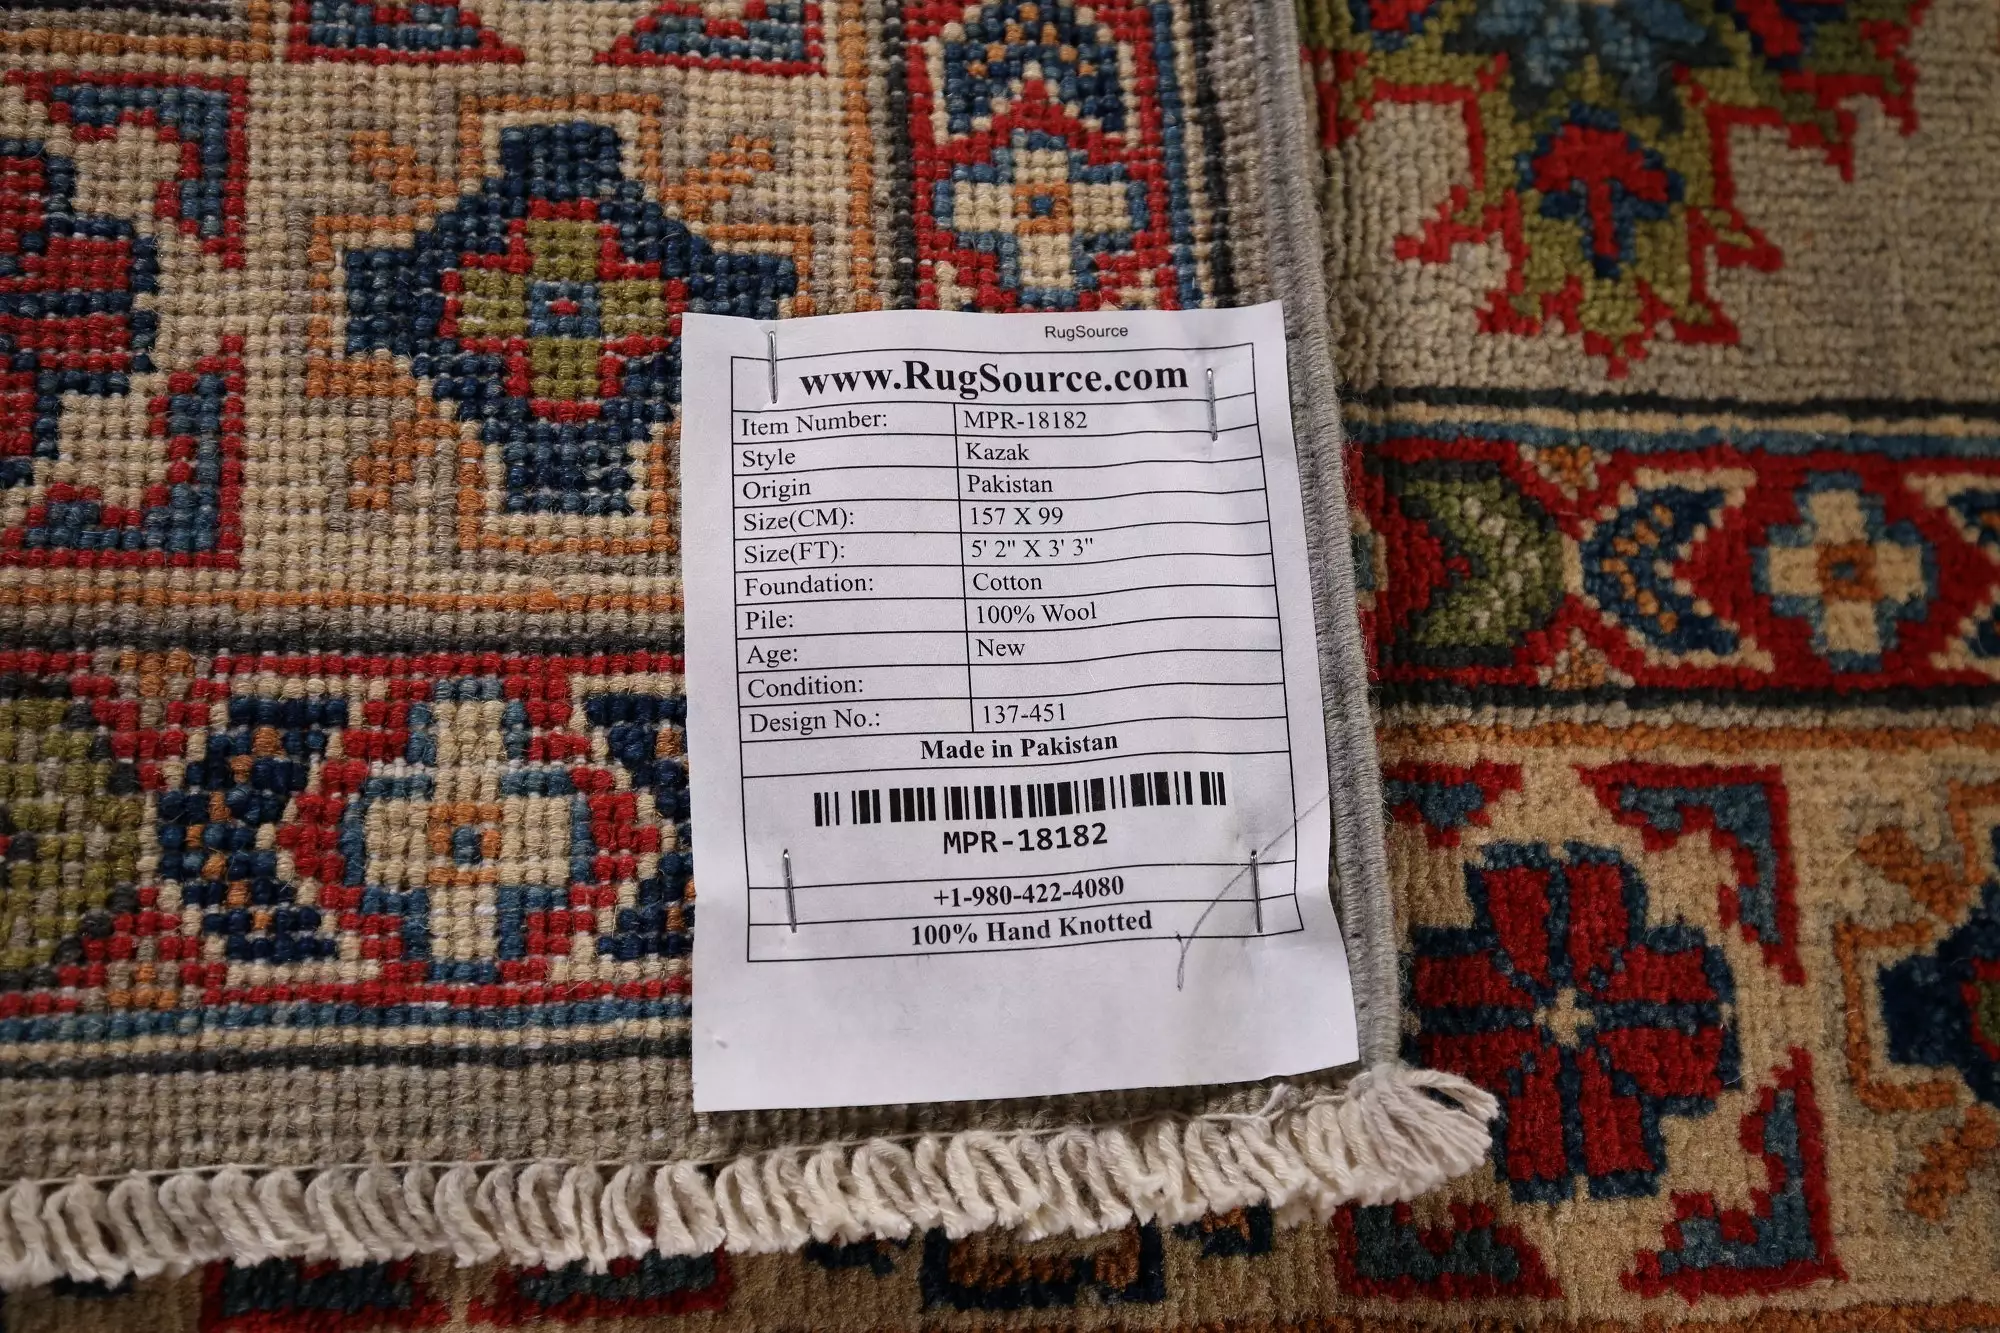 RugSource
www.RugSource.com
Item Number: MPR-18182
Style Kazak
Origin Pakistan
Size(CM): 157 X 99
Size(FT): 5' 2" X 3' 3"
Foundation: Cotton
Pile: 100% Wool
Age: New
Condition:
Design No.: 137-451
Made in Pakistan
MPR-18182
+1-980-422-4080
100% Hand Knotted